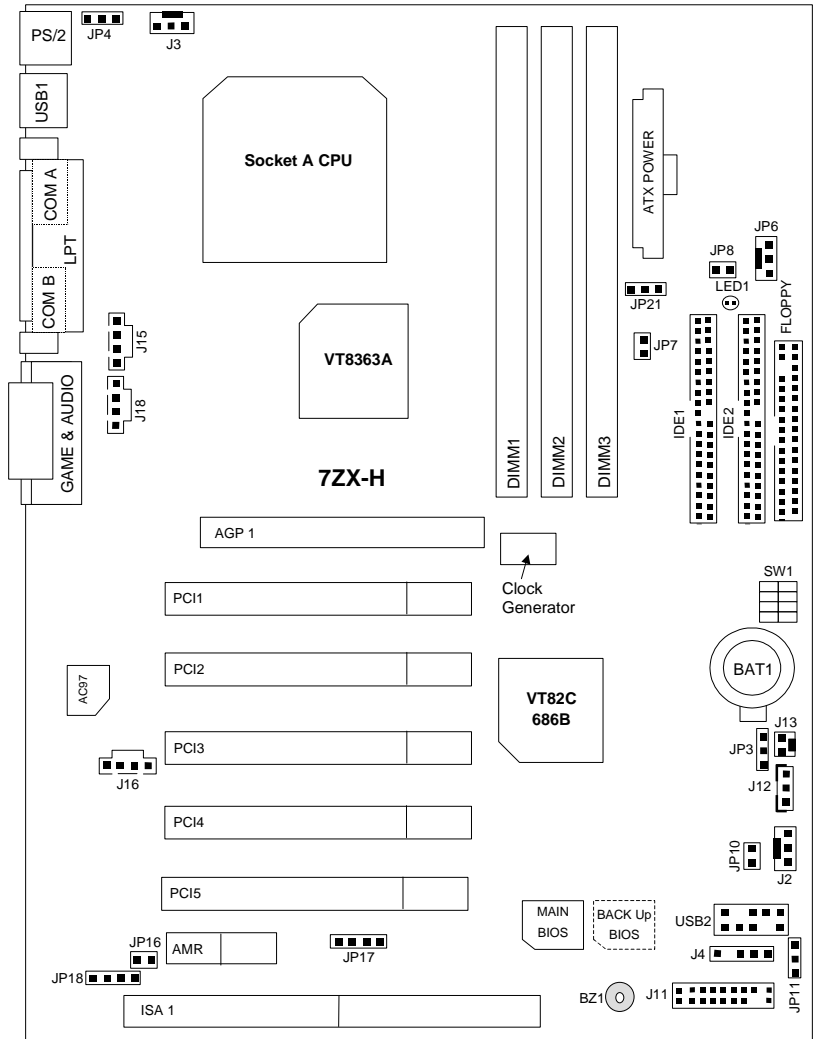 PS/2
JP4
J3
USB1
Socket A CPU
ATX POWER
COM A
LPT
COM B
JP6
JP8
LED1
JP21
FLOPPY
J15
VT8363A
JP7
J18
GAME & AUDIO
IDE1
IDE2
DIMM1
DIMM2
DIMM3
7ZX-H
AGP 1
Clock
Generator
SW1
PCI1
PCI2
BAT1
AC97
VT82C
686B
J13
PCI3
JP3
J16
J12
PCI4
JP10
J2
PCI5
MAIN
BIOS
BACK Up
BIOS
USB2
JP16
AMR
JP17
J4
JP18
JP11
BZ1
J11
ISA 1